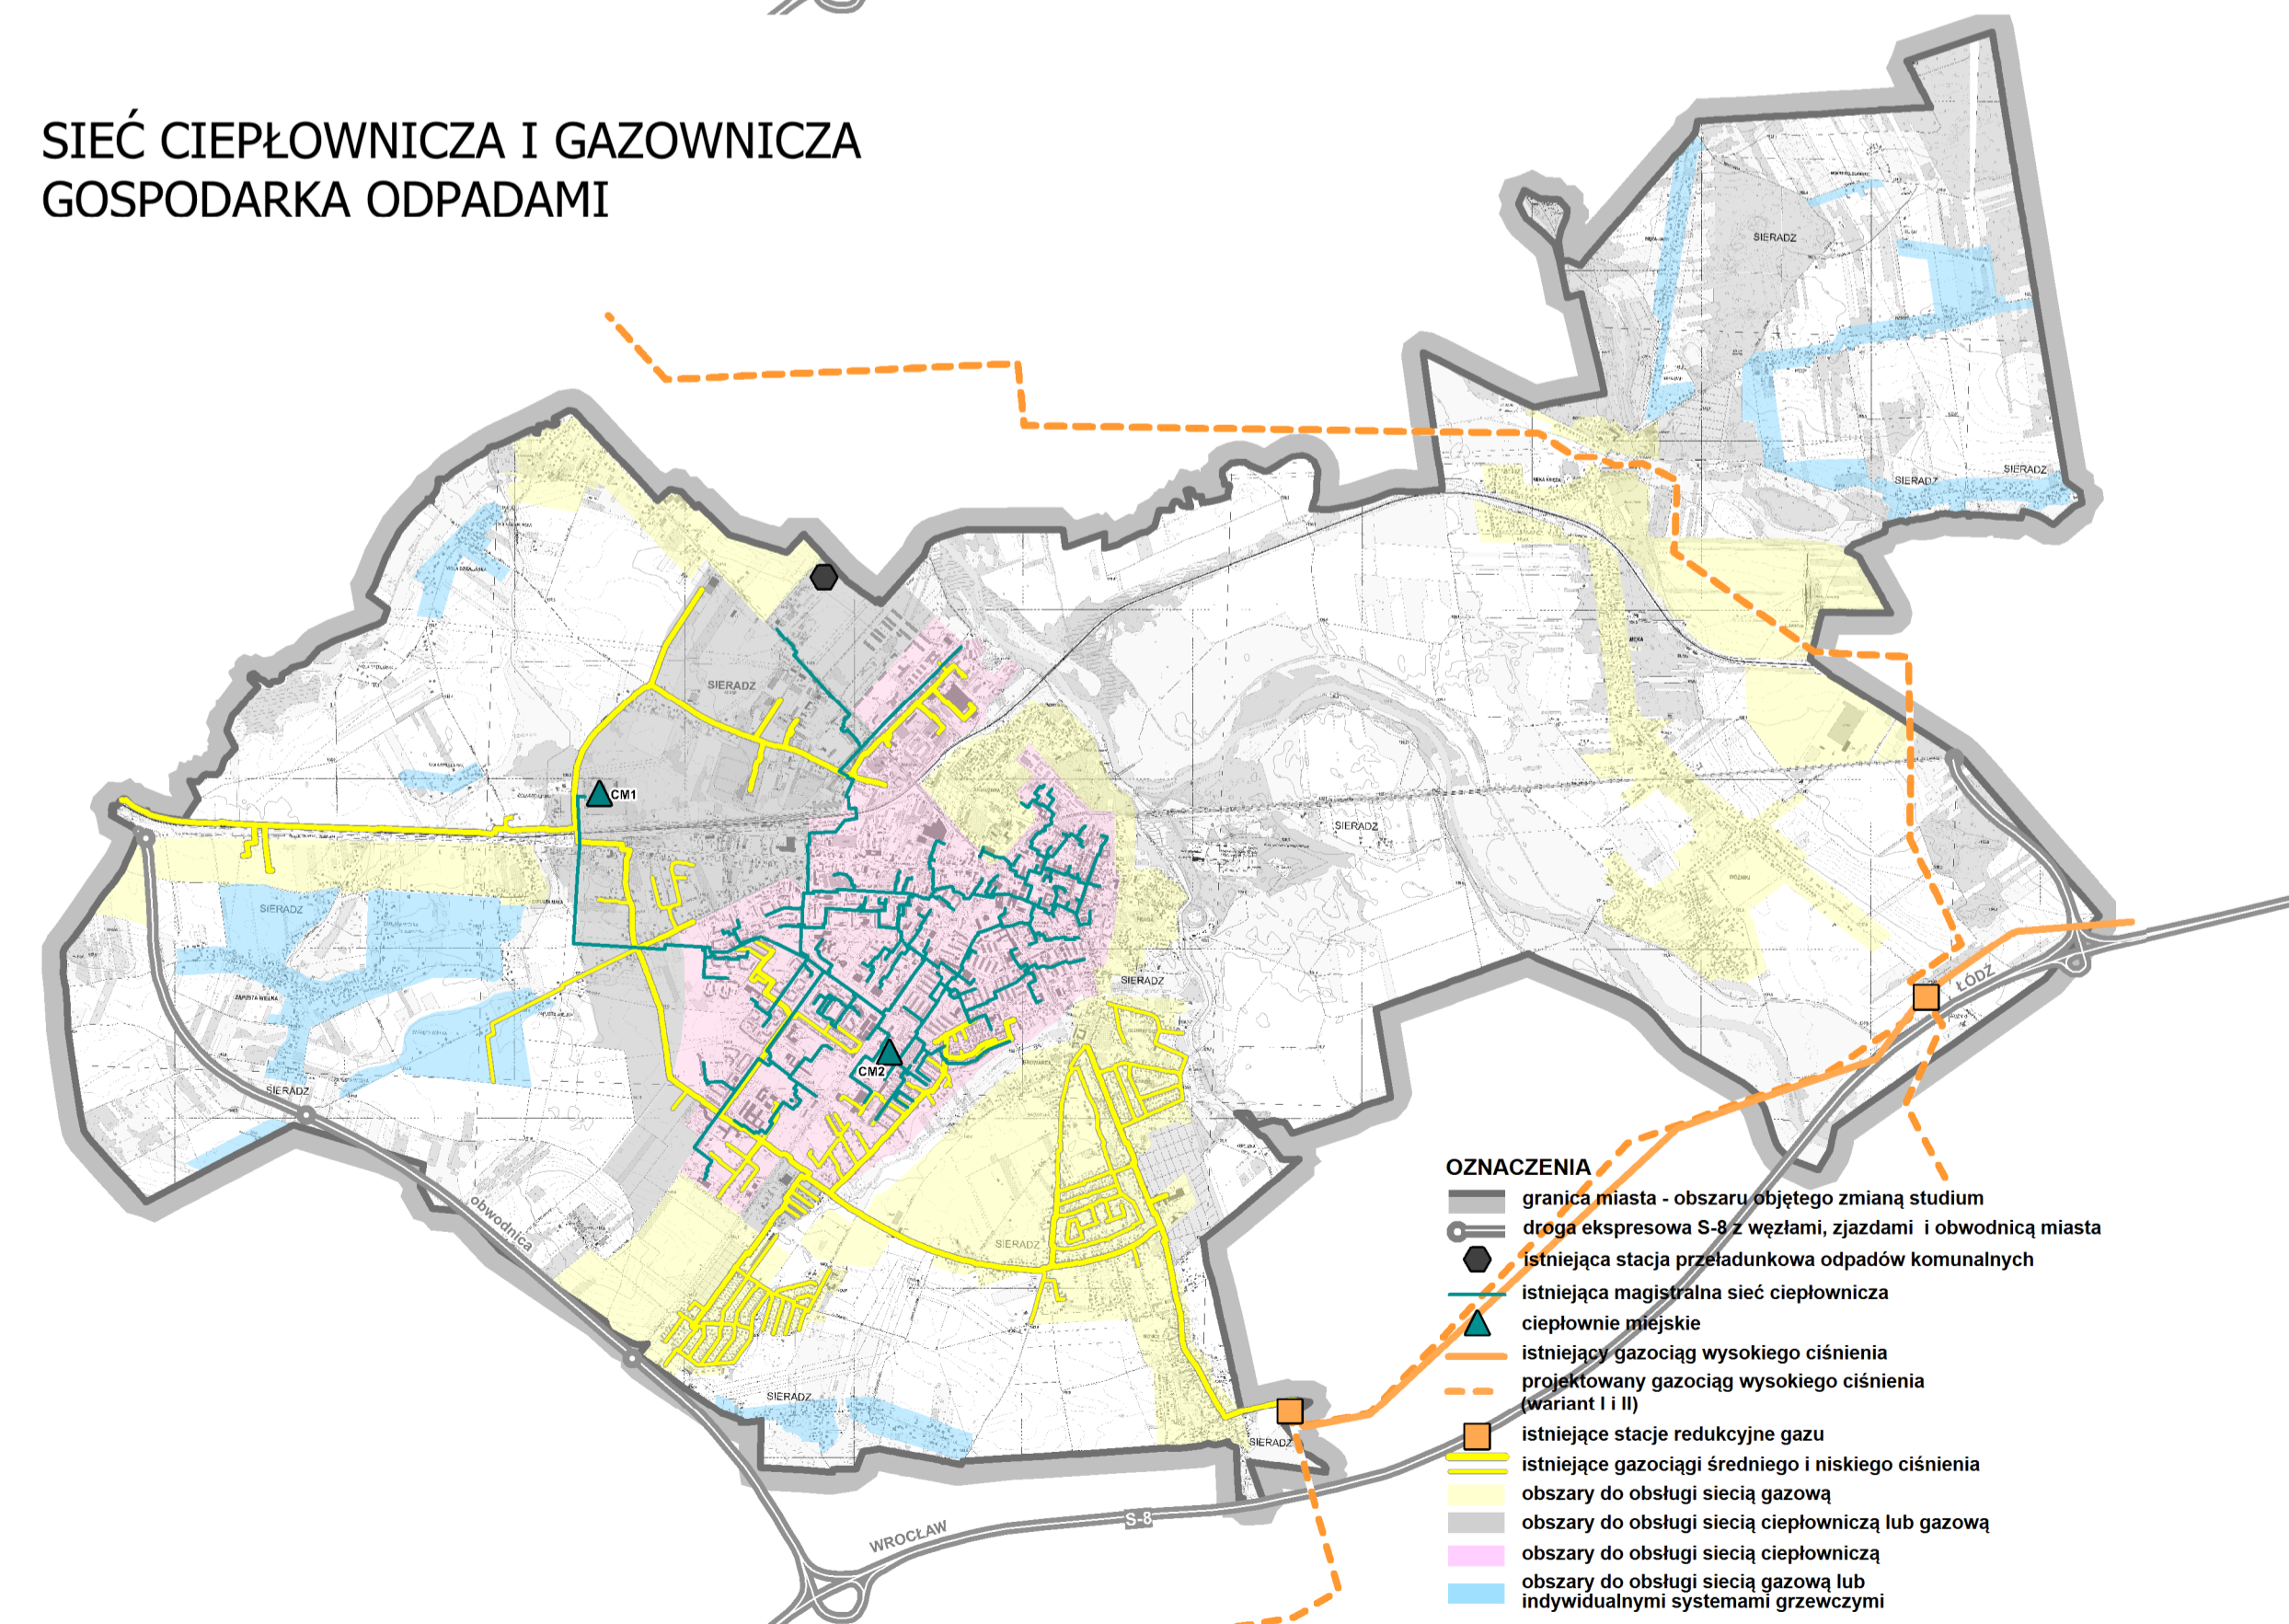 SIEĆ CIEPŁOWNICZA I GAZOWNICZA
GOSPODARKA ODPADAMI
SIERADZ
SIERADZ
SIERADZ
SIERADZ
CM1
SIERADZ
SIERADZ
SIERADZ
ŁÓDŹ
CM2
SIERADZ
obwodnica
SIERADZ
SIERADZ
SIERADZ
WROCŁAW
S-8
OZNACZENIA
granica miasta - obszaru objętego zmianą studium
droga ekspresowa S-8 z węzłami, zjazdami i obwodnicą miasta
istniejąca stacja przeładunkowa odpadów komunalnych
istniejąca magistralna sieć ciepłownicza
ciepłownie miejskie
istniejący gazociąg wysokiego ciśnienia
projektowany gazociąg wysokiego ciśnienia
(wariant I i II)
istniejące stacje redukcyjne gazu
istniejące gazociągi średniego i niskiego ciśnienia
obszary do obsługi siecią gazową
obszary do obsługi siecią ciepłowniczą lub gazową
obszary do obsługi siecią ciepłowniczą
obszary do obsługi siecią gazową lub
indywidualnymi systemami grzewczymi